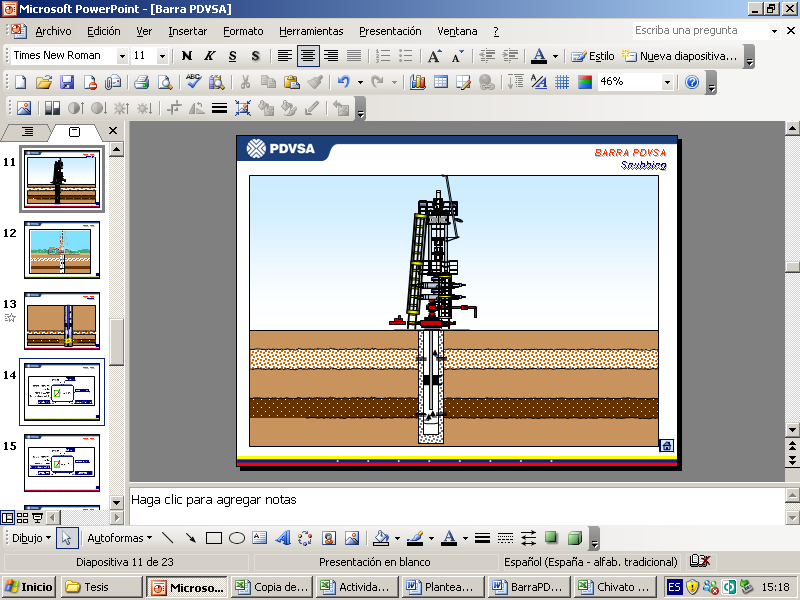 Microsoft PowerPoint - [Barra PDVSA]
Archivo Edición Ver Insertar Formato Herramientas Presentación Ventana ? Escriba una pregunta
Times New Roman 11 N K S S Estilo Nueva diapositiva...
46%
11
12
13
14
15
PDVSA
BARRA PDVSA
Snubbing
Haga clic para agregar notas
Dibujo Autoformas
Diapositiva 11 de 23 Presentación en blanco Español (España - alfab. tradicional)
Inicio Tesis Microso... Copia de... Activida... Plantea... BarraPD... Chivato ... ES 15:18